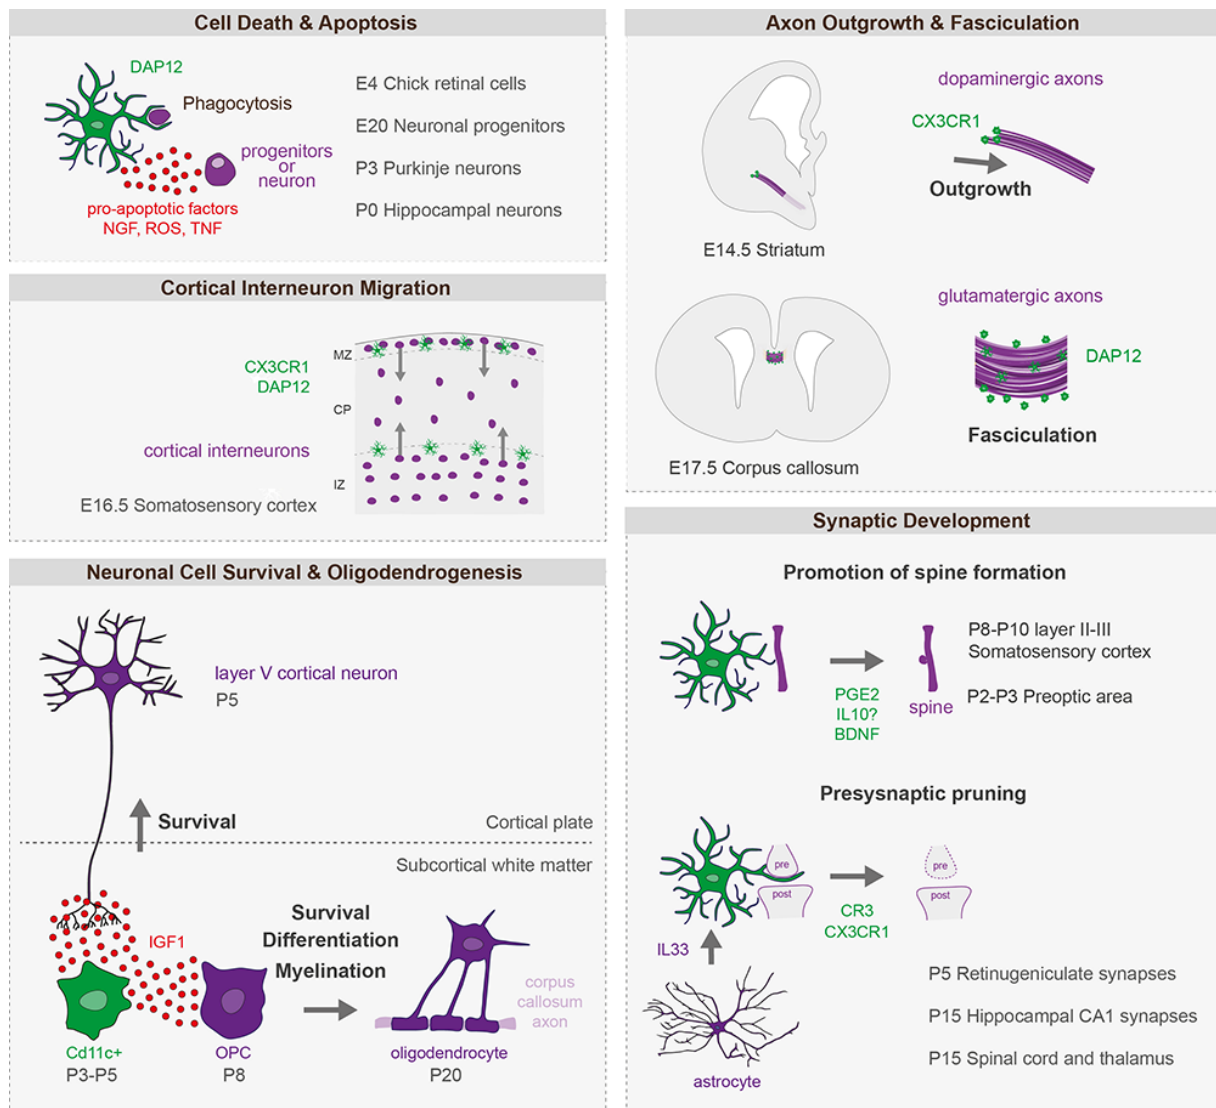 Cell Death & Apoptosis
DAP12
Phagocytosis
progenitors
or
neuron
pro-apoptotic factors
NGF, ROS, TNF
E4 Chick retinal cells
E20 Neuronal progenitors
P3 Purkinje neurons
P0 Hippocampal neurons
Cortical Interneuron Migration
CX3CR1
DAP12
cortical interneurons
E16.5 Somatosensory cortex
MZ
CP
IZ
Neuronal Cell Survival & Oligodendrogenesis
layer V cortical neuron
P5
Survival
Cortical plate
Subcortical white matter
IGF1
Survival
Differentiation
Myelination
corpus
callosum
axon
Cd11c+
P3-P5
OPC
P8
oligodendrocyte
P20
Axon Outgrowth & Fasciculation
dopaminergic axons
CX3CR1
Outgrowth
E14.5 Striatum
glutamatergic axons
DAP12
Fasciculation
E17.5 Corpus callosum
Synaptic Development
Promotion of spine formation
PGE2
IL10?
BDNF
spine
P8-P10 layer II-III
Somatosensory cortex
P2-P3 Preoptic area
Presynaptic pruning
pre
post
CR3
CX3CR1
pre
post
IL33
astrocyte
P5 Retinugeniculate synapses
P15 Hippocampal CA1 synapses
P15 Spinal cord and thalamus